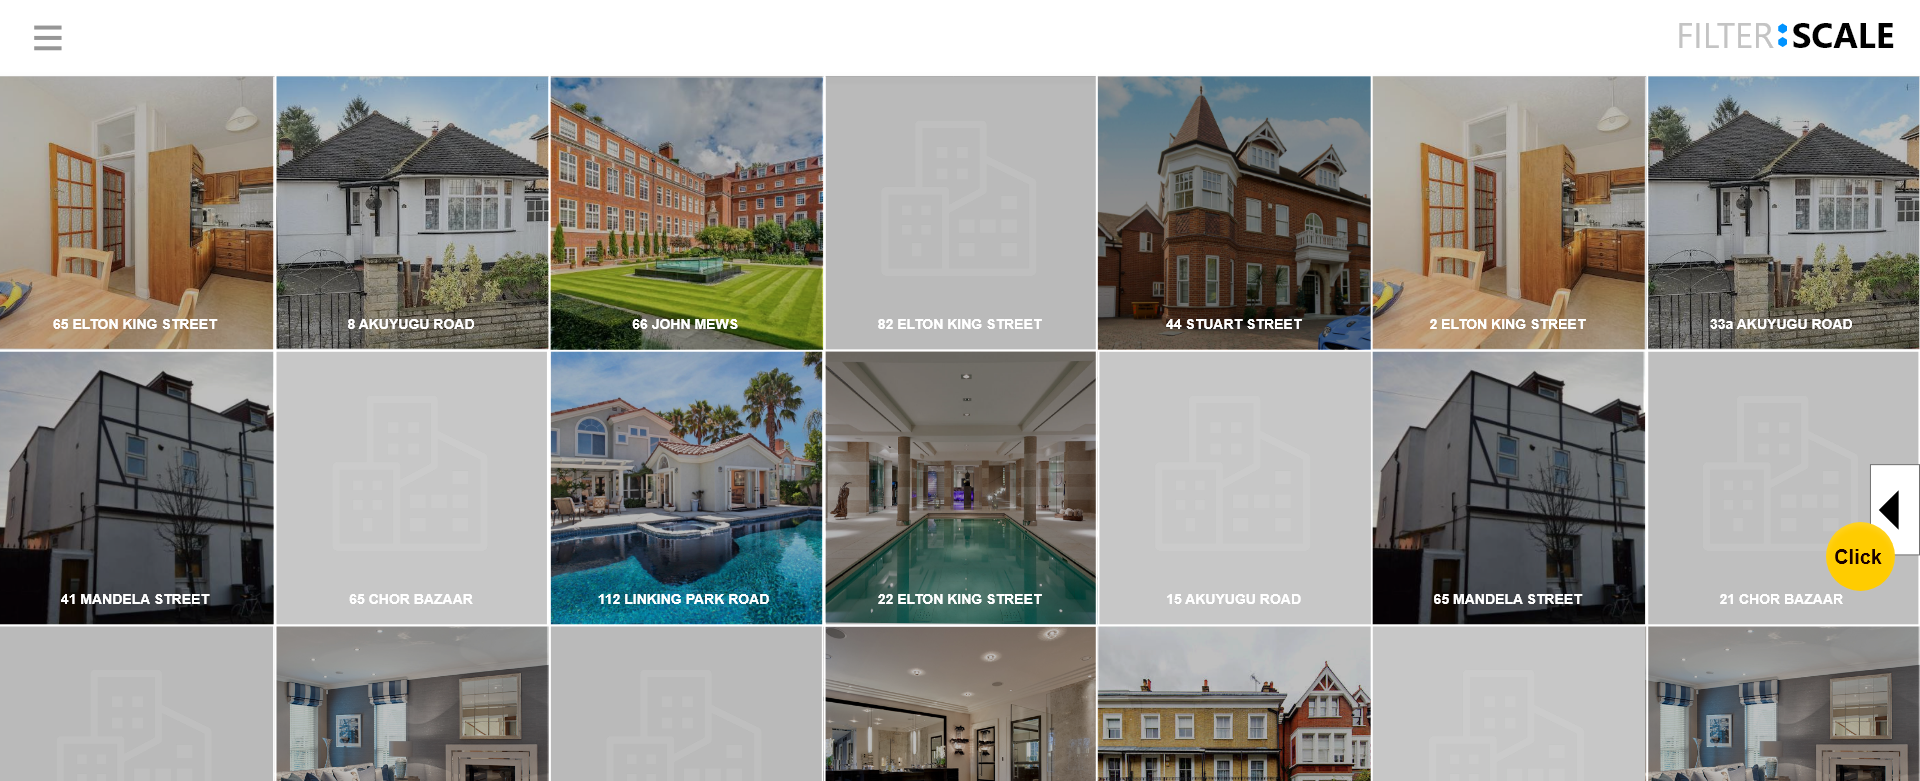 FILTER:SCALE
65 ELTON KING STREET
8 AKUYUGU ROAD
66 JOHN MEWS
82 ELTON KING STREET
44 STUART STREET
2 ELTON KING STREET
33a AKUYUGU ROAD
41 MANDELA STREET
65 CHOR BAZAAR
112 LINKING PARK ROAD
22 ELTON KING STREET
15 AKUYUGU ROAD
65 MANDELA STREET
21 CHOR BAZAAR
Click